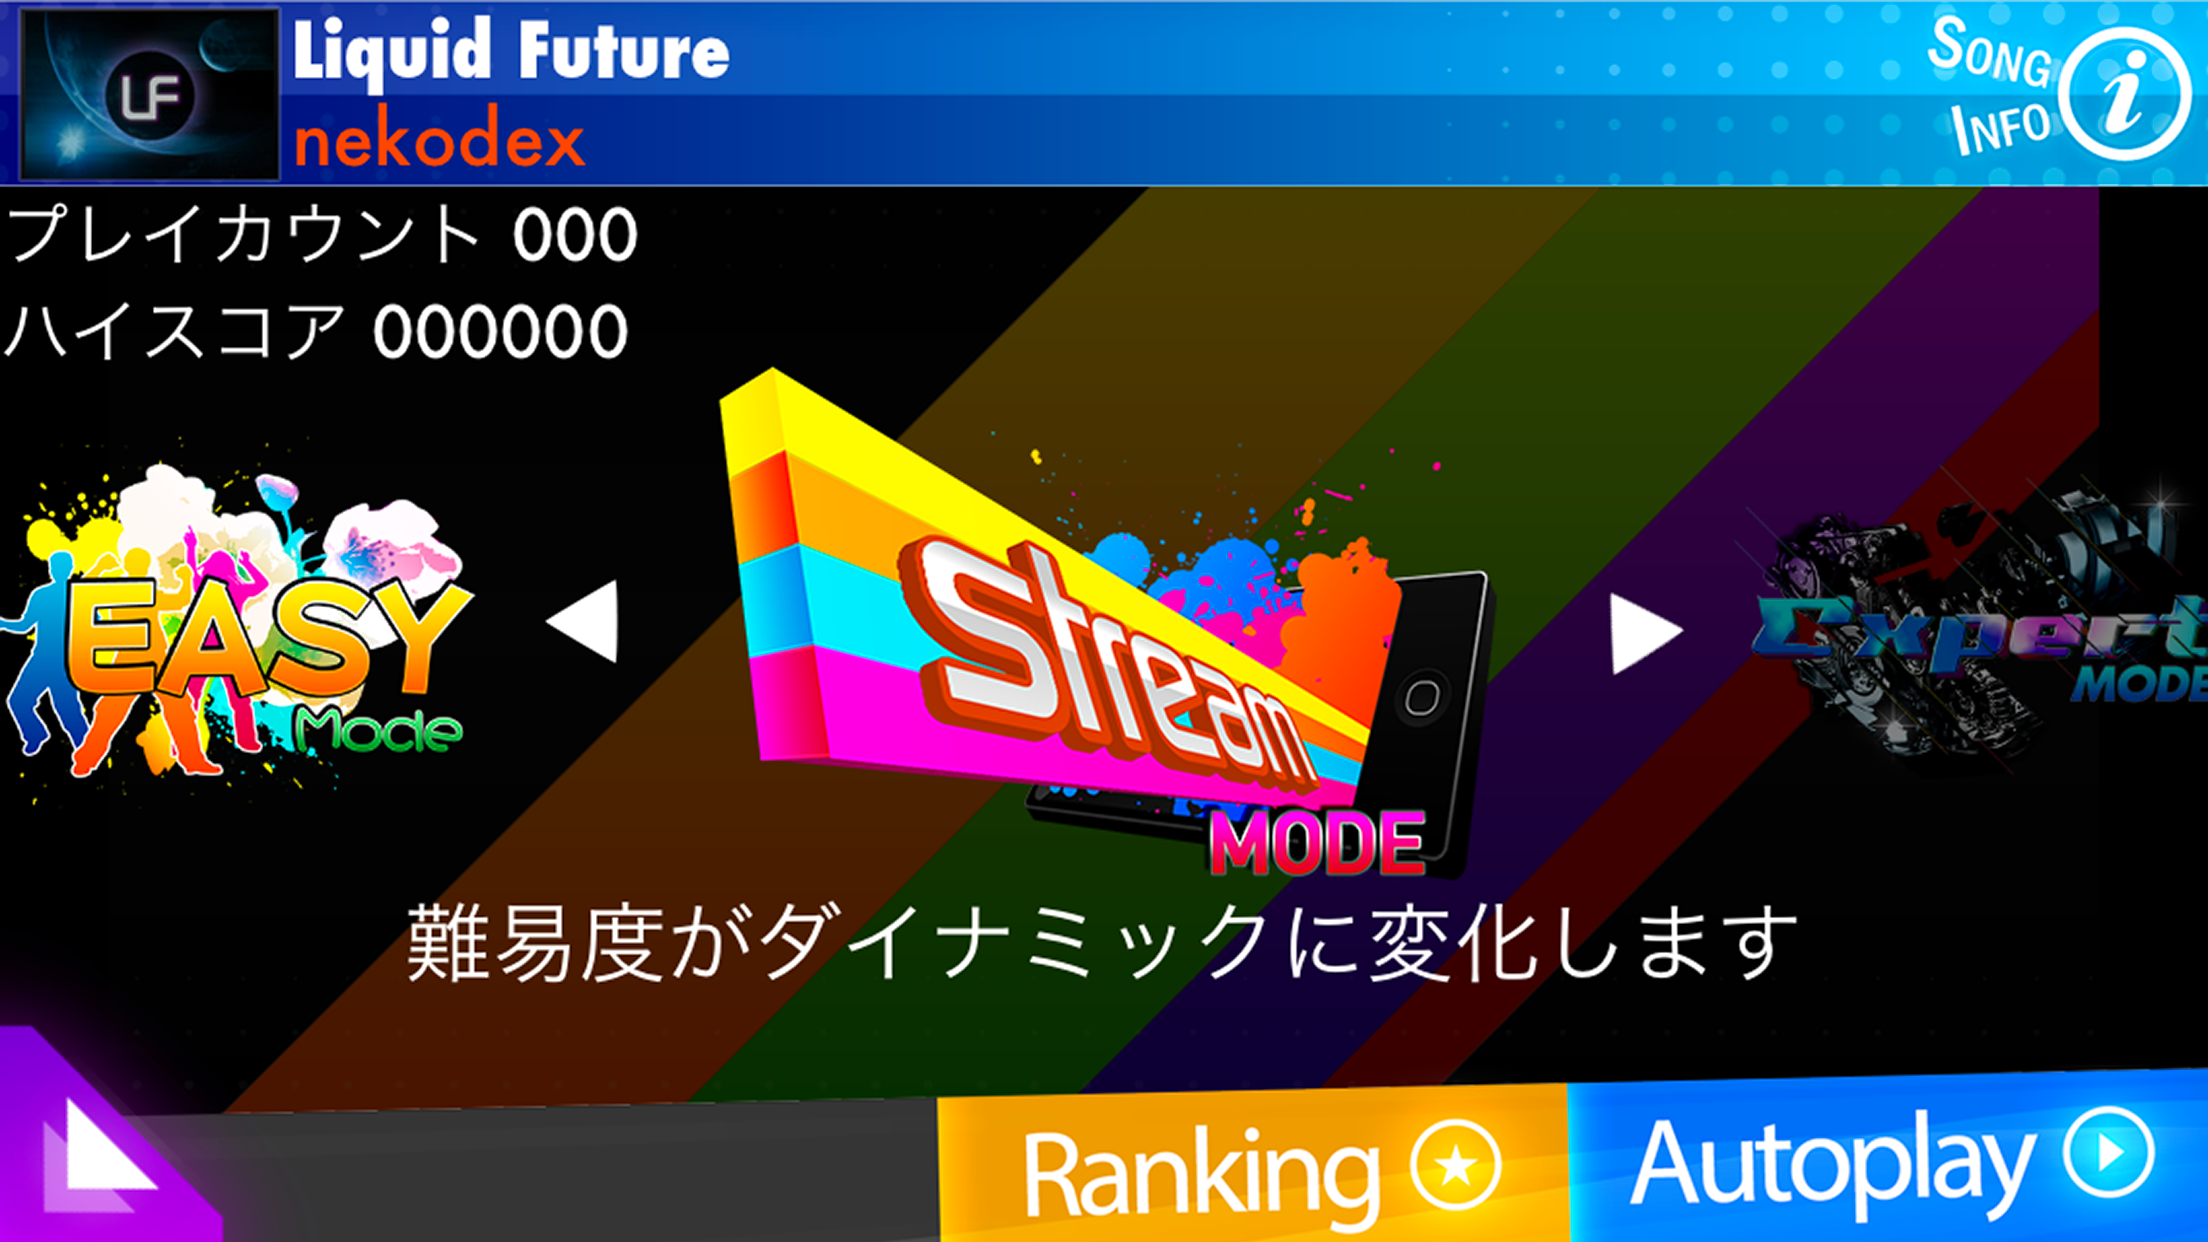 LF
Liquid Future
nekodex
SONG
INFO
i
プレイカウント 000
ハイスコア 000000
EASY
Mode
Stream
MODE
Expert
MODE
難易度がダイナミックに変化します
Ranking
Autoplay